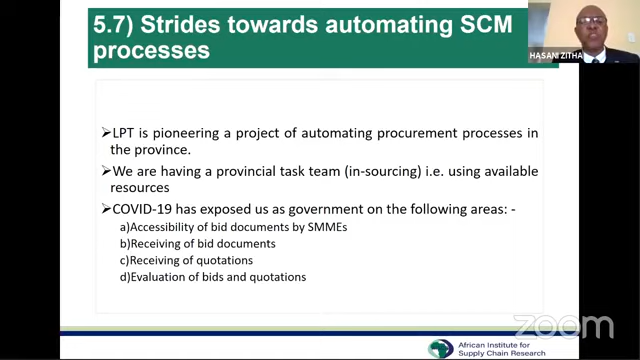 5.7) Strides towards automating SCM
processes
HASANI ZITHA
➢LPT is pioneering a project of automating procurement processes in
the province.
➢We are having a provincial task team (in-sourcing) i.e. using available
resources
➢COVID-19 has exposed us as government on the following areas: -
a)Accessibility of bid documents by SMMEs
b)Receiving of bid documents
c)Receiving of quotations
d)Evaluation of bids and quotations
zoom
African Institute for
Supply Chain Research